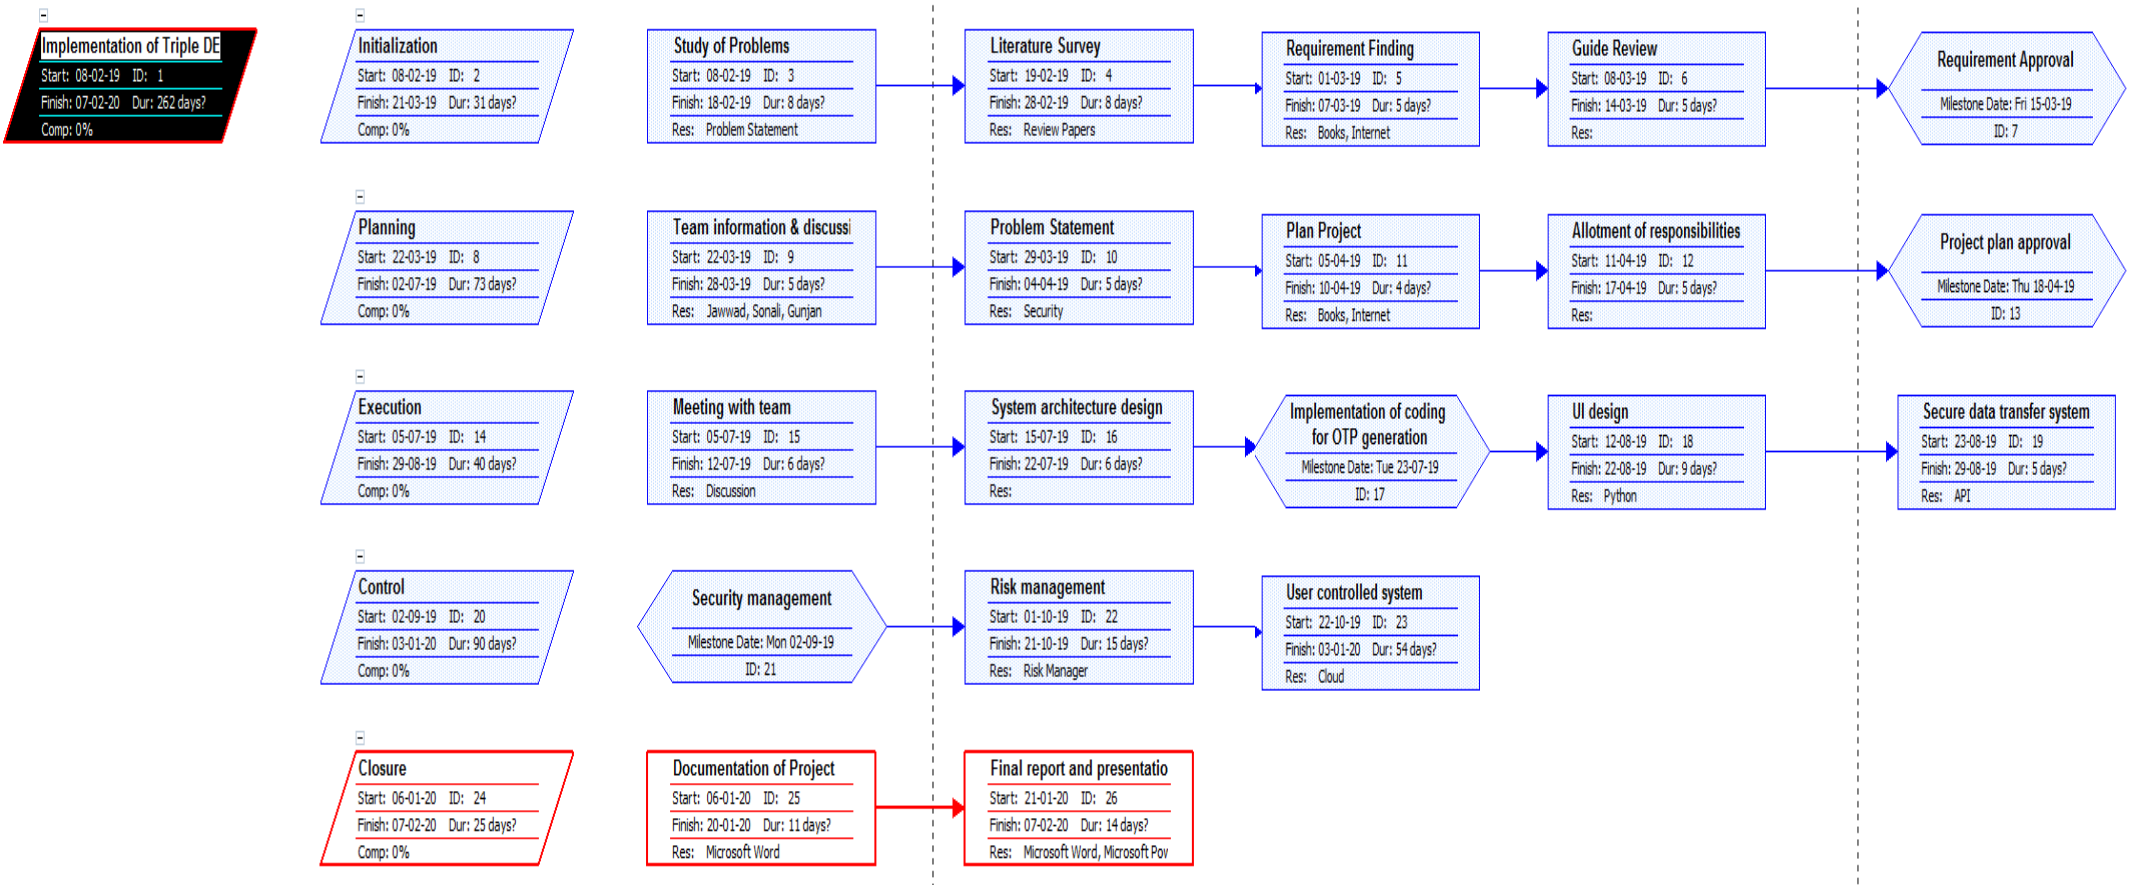 Implementation of Triple DE
Start: 08-02-19 ID: 1
Finish: 07-02-20 Dur: 262 days?
Comp: 0%
Initialization
Start: 08-02-19 ID: 2
Finish: 21-03-19 Dur: 31 days?
Comp: 0%
Study of Problems
Start: 08-02-19 ID: 3
Finish: 18-02-19 Dur: 8 days?
Res: Problem Statement
Literature Survey
Start: 19-02-19 ID: 4
Finish: 28-02-19 Dur: 8 days?
Res: Review Papers
Requirement Finding
Start: 01-03-19 ID: 5
Finish: 07-03-19 Dur: 5 days?
Res: Books, Internet
Guide Review
Start: 08-03-19 ID: 6
Finish: 14-03-19 Dur: 5 days?
Res:
Requirement Approval
Milestone Date: Fri 15-03-19
ID: 7
Planning
Start: 22-03-19 ID: 8
Finish: 02-07-19 Dur: 73 days?
Comp: 0%
Team information & discussi
Start: 22-03-19 ID: 9
Finish: 28-03-19 Dur: 5 days?
Res: Jawwad, Sonali, Gunjan
Problem Statement
Start: 29-03-19 ID: 10
Finish: 04-04-19 Dur: 5 days?
Res: Security
Plan Project
Start: 05-04-19 ID: 11
Finish: 10-04-19 Dur: 4 days?
Res: Books, Internet
Allotment of responsibilities
Start: 11-04-19 ID: 12
Finish: 17-04-19 Dur: 5 days?
Res:
Project plan approval
Milestone Date: Thu 18-04-19
ID: 13
Execution
Start: 05-07-19 ID: 14
Finish: 29-08-19 Dur: 40 days?
Comp: 0%
Meeting with team
Start: 05-07-19 ID: 15
Finish: 12-07-19 Dur: 6 days?
Res: Discussion
System architecture design
Start: 15-07-19 ID: 16
Finish: 22-07-19 Dur: 6 days?
Res:
Implementation of coding
for OTP generation
Milestone Date: Tue 23-07-19
ID: 17
UI design
Start: 12-08-19 ID: 18
Finish: 22-08-19 Dur: 9 days?
Res: Python
Secure data transfer system
Start: 23-08-19 ID: 19
Finish: 29-08-19 Dur: 5 days?
Res: API
Control
Start: 02-09-19 ID: 20
Finish: 03-01-20 Dur: 90 days?
Comp: 0%
Security management
Milestone Date: Mon 02-09-19
ID: 21
Risk management
Start: 01-10-19 ID: 22
Finish: 21-10-19 Dur: 15 days?
Res: Risk Manager
User controlled system
Start: 22-10-19 ID: 23
Finish: 03-01-20 Dur: 54 days?
Res: Cloud
Closure
Start: 06-01-20 ID: 24
Finish: 07-02-20 Dur: 25 days?
Comp: 0%
Documentation of Project
Start: 06-01-20 ID: 25
Finish: 20-01-20 Dur: 11 days?
Res: Microsoft Word
Final report and presentatio
Start: 21-01-20 ID: 26
Finish: 07-02-20 Dur: 14 days?
Res: Microsoft Word, Microsoft Pov